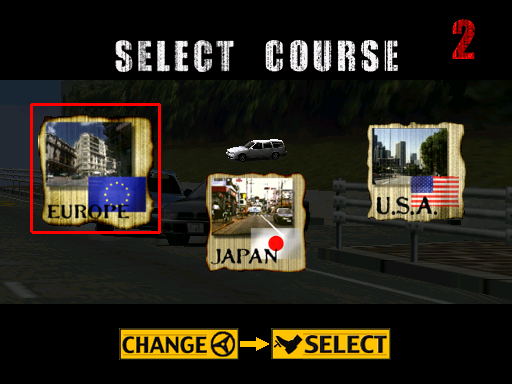 SELECT COURSE
2
EUROPE
JAPAN
U.S.A.
CHANGE
SELECT